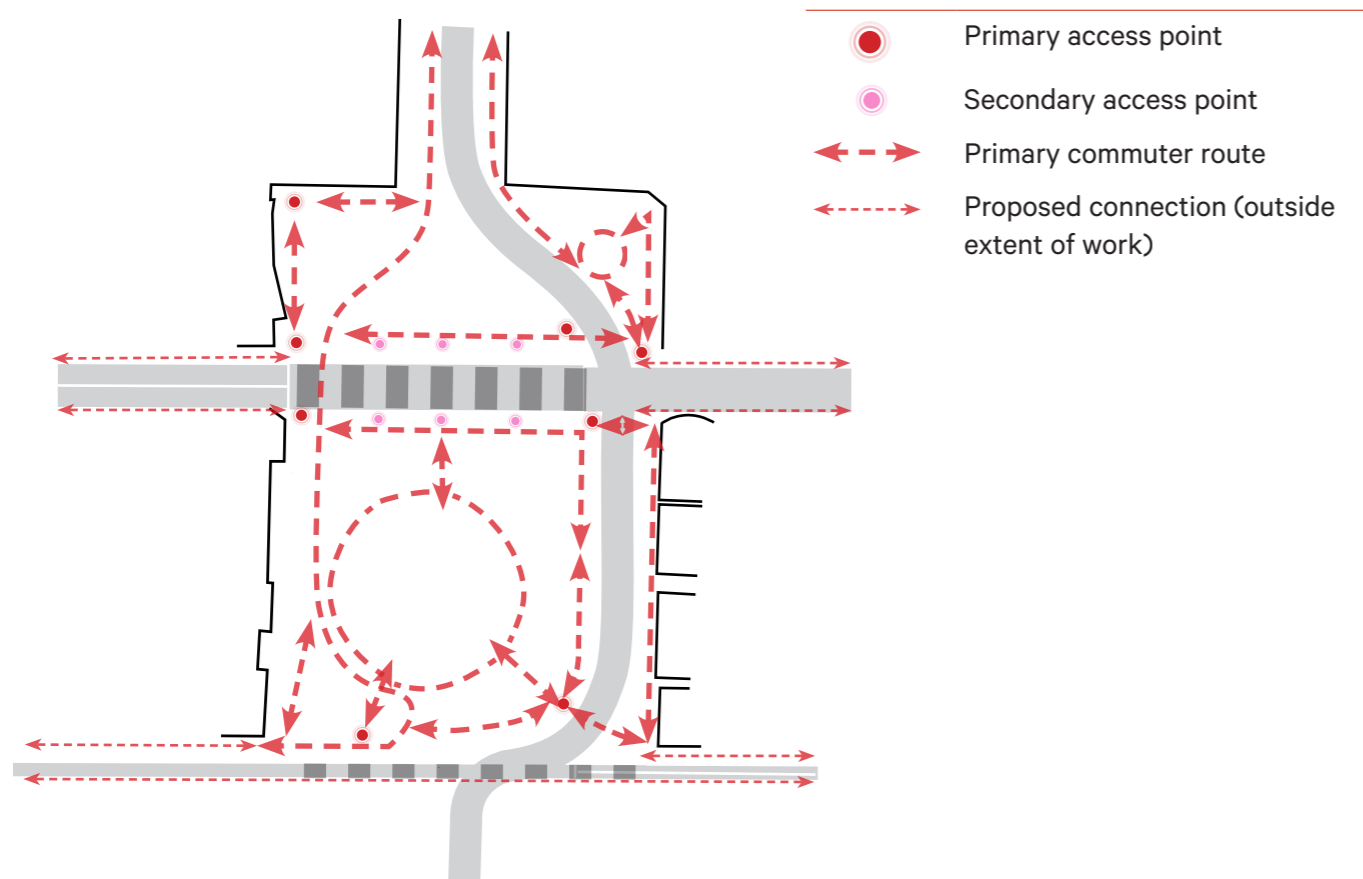 Primary access point
Secondary access point
Primary commuter route
Proposed connection (outside
extent of work)